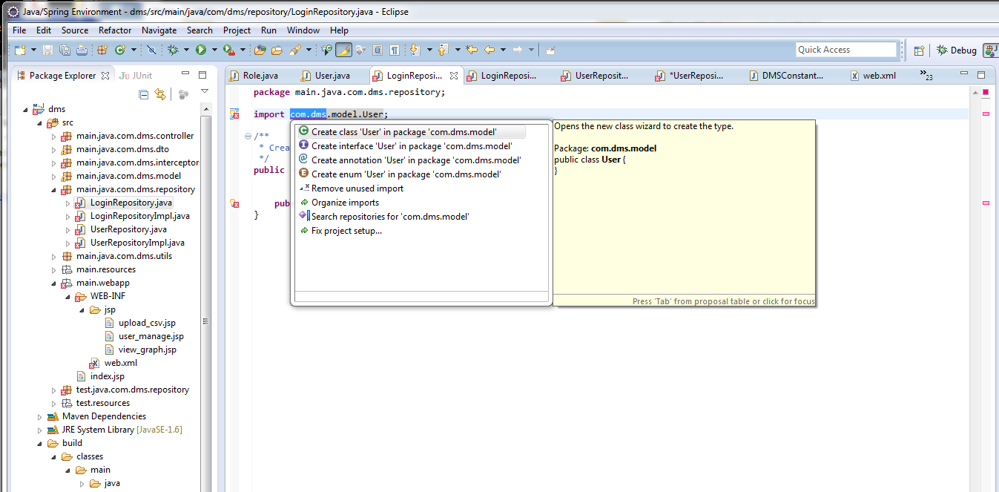 Java/Spring Environment - dms/src/main/java/com/dms/repository/LoginRepository.java - Eclipse
File Edit Source Refactor Navigate Search Project Run Window Help
Quick Access
Debug
Package Explorer
JUnit
Role.java
User.java
LoginReposi...
LoginReposi...
UserReposit...
*UserReposi...
DMSConstant...
web.xml
23
dms
src
main.java.com.dms.controller
main.java.com.dms.dto
main.java.com.dms.interceptor
main.java.com.dms.model
main.java.com.dms.repository
LoginRepository.java
LoginRepositoryImpl.java
UserRepository.java
UserRepositoryImpl.java
main.java.com.dms.utils
main.resources
main.webapp
WEB-INF
jsp
upload_csv.jsp
user_manage.jsp
view_graph.jsp
web.xml
index.jsp
test.java.com.dms.repository
test.resources
Maven Dependencies
JRE System Library [JavaSE-1.6]
build
classes
main
java
package main.java.com.dms.repository;
import com.dms.model.User;
/**
* Crea
*/
public
pub
}
Create class 'User' in package 'com.dms.model'
Create interface 'User' in package 'com.dms.model'
Create annotation 'User' in package 'com.dms.model'
Create enum 'User' in package 'com.dms.model'
Remove unused import
Organize imports
Search repositories for 'com.dms.model'
Fix project setup...
Opens the new class wizard to create the type.
Package: com.dms.model
public class User {
}
Press 'Tab' from proposal table or click for focus